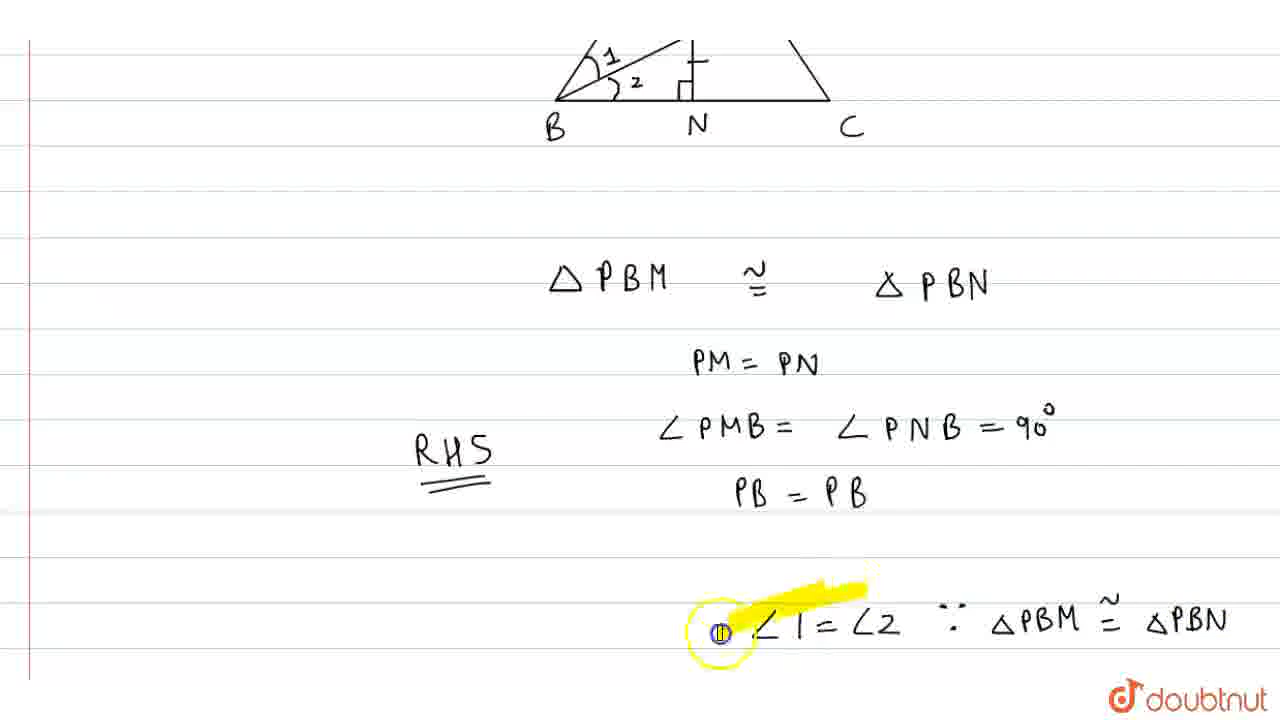 1
2
B N C
△ PBM ≅ △ PBN
PM = PN
∠ PMB = ∠ PNB = 90°
RHS
PB = PB
∠1 = ∠2 ∵ △PBM ≅ △PBN
doubtnut